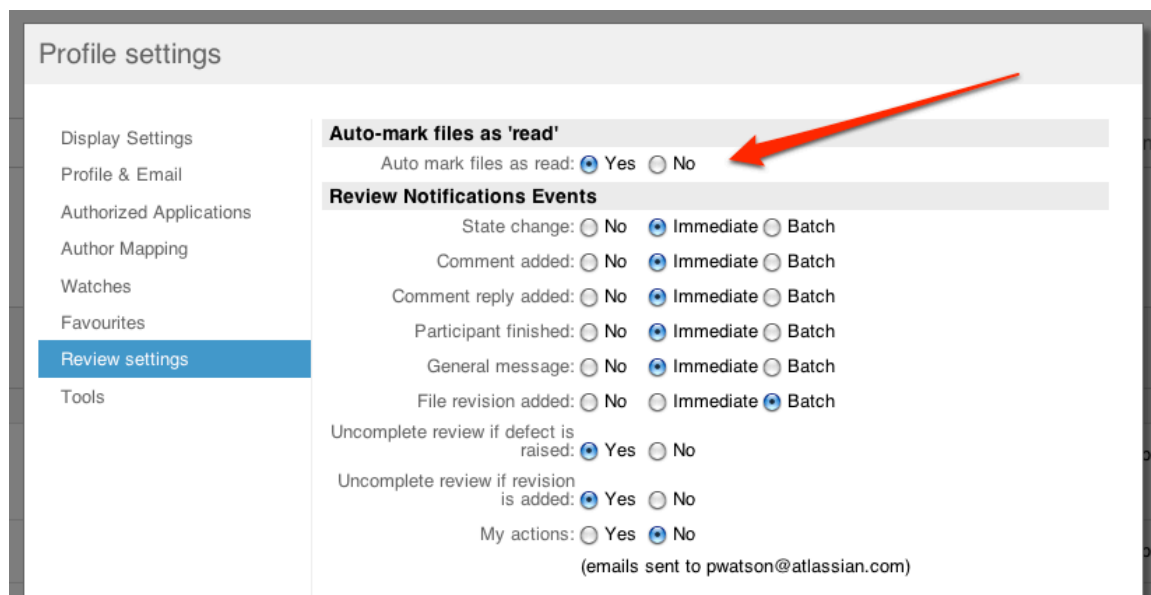 Profile settings
Display Settings
Profile & Email
Authorized Applications
Author Mapping
Watches
Favourites
Review settings
Tools
Auto-mark files as 'read'
Auto mark files as read: Yes No
Review Notifications Events
State change: No Immediate Batch
Comment added: No Immediate Batch
Comment reply added: No Immediate Batch
Participant finished: No Immediate Batch
General message: No Immediate Batch
File revision added: No Immediate Batch
Uncomplete review if defect is
raised: Yes No
Uncomplete review if revision
is added: Yes No
My actions: Yes No
(emails sent to pwatson@atlassian.com)